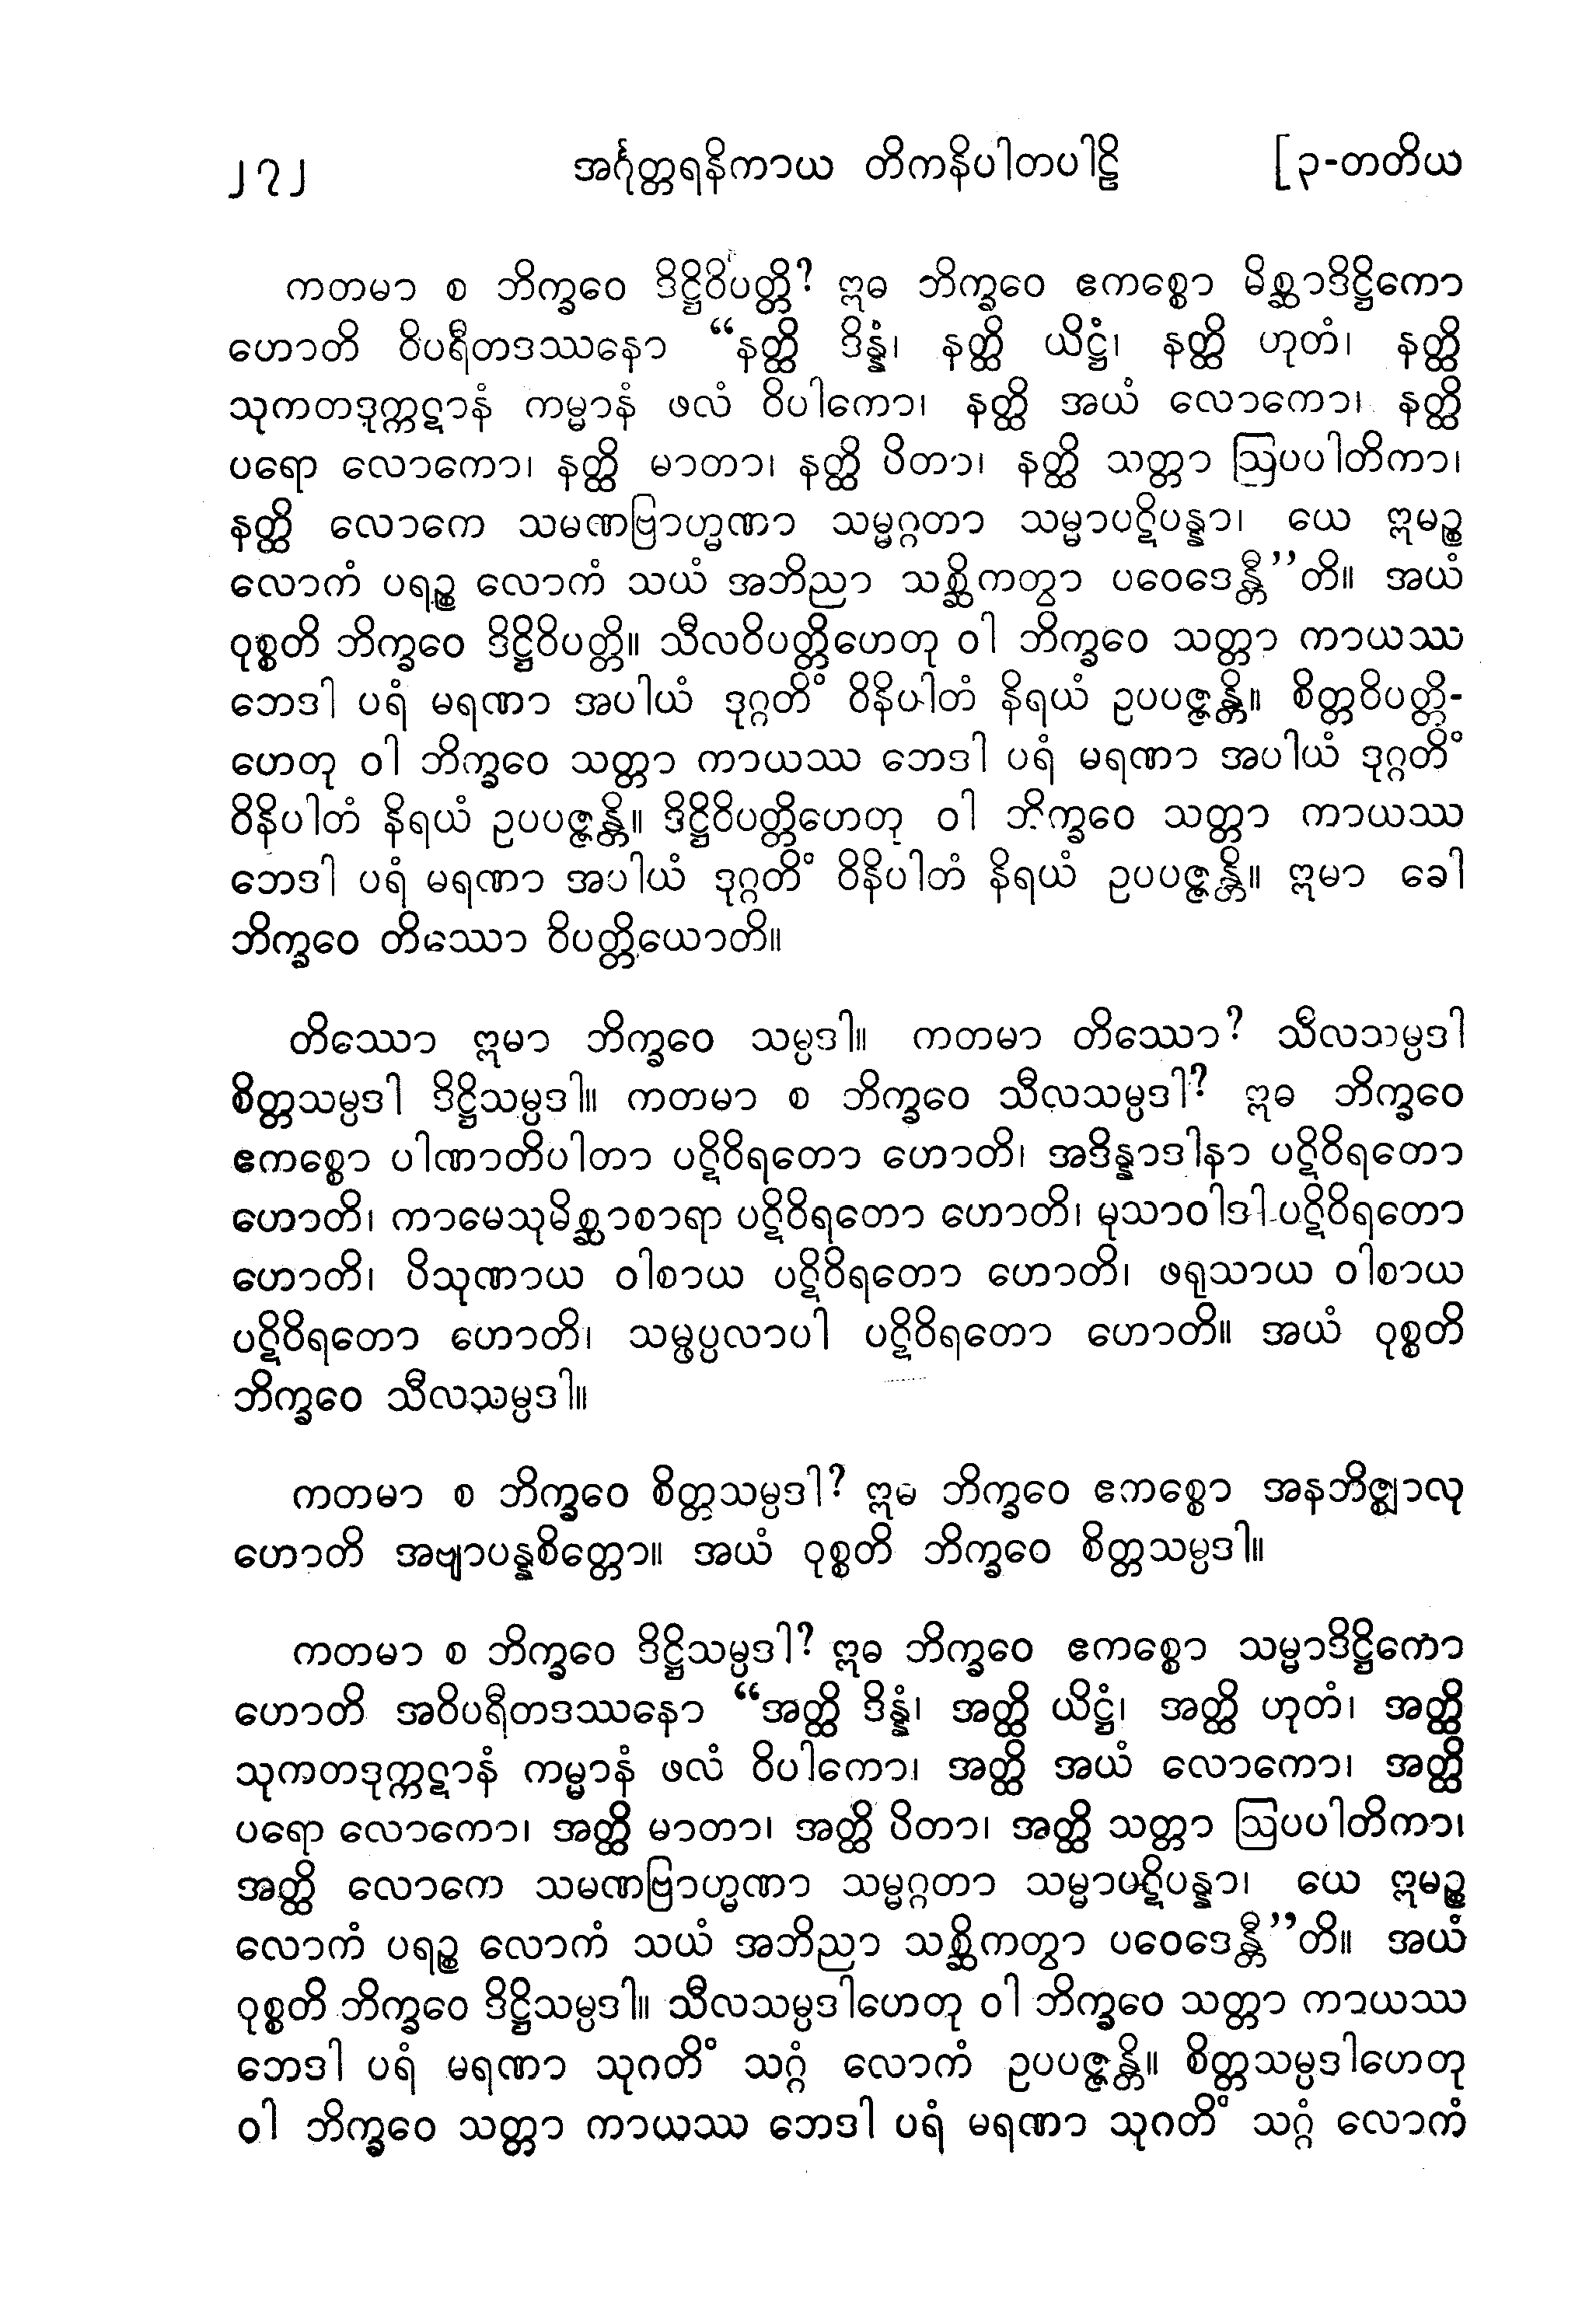 ၂၇၂ အင်္ဂုတ္တရနိကာယ တိကနိပါတပါဠိ [၃-တတိယ
ကတမာ စ ဘိက္ခဝေ ဒိဋ္ဌိဝိပတ္တိ? ဣဓ ဘိက္ခဝေ ဧကစ္စော မိစ္ဆာဒိဋ္ဌိကော
ဟောတိ ဝိပရီတဒဿနော “နတ္ထိ ဒိန္နံ၊ နတ္ထိ ယိဋ္ဌံ၊ နတ္ထိ ဟုတံ၊ နတ္ထိ
သုကတဒုက္ကဋာနံ ကမ္မာနံ ဖလံ ဝိပါကော၊ နတ္ထိ အယံ လောကော၊ နတ္ထိ
ပရော လောကော၊ နတ္ထိ မာတာ၊ နတ္ထိ ပိတာ၊ နတ္ထိ သတ္တာ ဩပပါတိကာ၊
နတ္ထိ လောကေ သမဏဗြာဟ္မဏာ သမ္မဂ္ဂတာ သမ္မာပဋိပန္နာ၊ ယေ ဣမဉ္စ
လောကံ ပရဉ္စ လောကံ သယံ အဘိညာ သစ္ဆိကတွာ ပဝေဒေန္တီ”တိ။ အယံ
ဝုစ္စတိ ဘိက္ခဝေ ဒိဋ္ဌိဝိပတ္တိ။ သီလဝိပတ္တိဟေတု ဝါ ဘိက္ခဝေ သတ္တာ ကာယဿ
ဘေဒါ ပရံ မရဏာ အပါယံ ဒုဂ္ဂတိံ ဝိနိပါတံ နိရယံ ဥပပဇ္ဇန္တိ။ စိတ္တဝိပတ္တိ-
ဟေတု ဝါ ဘိက္ခဝေ သတ္တာ ကာယဿ ဘေဒါ ပရံ မရဏာ အပါယံ ဒုဂ္ဂတိံ
ဝိနိပါတံ နိရယံ ဥပပဇ္ဇန္တိ။ ဒိဋ္ဌိဝိပတ္တိဟေတု ဝါ ဘိက္ခဝေ သတ္တာ ကာယဿ
ဘေဒါ ပရံ မရဏာ အပါယံ ဒုဂ္ဂတိံ ဝိနိပါတံ နိရယံ ဥပပဇ္ဇန္တိ။ ဣမာ ခေါ
ဘိက္ခဝေ တိဿော ဝိပတ္တိယောတိ။
တိဿော ဣမာ ဘိက္ခဝေ သမ္ပဒါ။ ကတမာ တိဿော? သီလသမ္ပဒါ
စိတ္တသမ္ပဒါ ဒိဋ္ဌိသမ္ပဒါ။ ကတမာ စ ဘိက္ခဝေ သီလသမ္ပဒါ? ဣဓ ဘိက္ခဝေ
ဧကစ္စော ပါဏာတိပါတာ ပဋိဝိရတော ဟောတိ၊ အဒိန္နာဒါနာ ပဋိဝိရတော
ဟောတိ၊ ကာမေသုမိစ္ဆာစာရာ ပဋိဝိရတော ဟောတိ၊ မုသာဝါဒါ ပဋိဝိရတော
ဟောတိ၊ ပိသုဏာယ ဝါစာယ ပဋိဝိရတော ဟောတိ၊ ဖရုသာယ ဝါစာယ
ပဋိဝိရတော ဟောတိ၊ သမ္ဖပ္ပလာပါ ပဋိဝိရတော ဟောတိ။ အယံ ဝုစ္စတိ
ဘိက္ခဝေ သီလသမ္ပဒါ။
ကတမာ စ ဘိက္ခဝေ စိတ္တသမ္ပဒါ? ဣဓ ဘိက္ခဝေ ဧကစ္စော အနဘိဇ္ဈာလု
ဟောတိ အဗျာပန္နစိတ္တော။ အယံ ဝုစ္စတိ ဘိက္ခဝေ စိတ္တသမ္ပဒါ။
ကတမာ စ ဘိက္ခဝေ ဒိဋ္ဌိသမ္ပဒါ? ဣဓ ဘိက္ခဝေ ဧကစ္စော သမ္မာဒိဋ္ဌိကော
ဟောတိ အဝိပရီတဒဿနော “အတ္ထိ ဒိန္နံ၊ အတ္ထိ ယိဋ္ဌံ၊ အတ္ထိ ဟုတံ၊ အတ္ထိ
သုကတဒုက္ကဋာနံ ကမ္မာနံ ဖလံ ဝိပါကော၊ အတ္ထိ အယံ လောကော၊ အတ္ထိ
ပရော လောကော၊ အတ္ထိ မာတာ၊ အတ္ထိ ပိတာ၊ အတ္ထိ သတ္တာ ဩပပါတိကာ၊
အတ္ထိ လောကေ သမဏဗြာဟ္မဏာ သမ္မဂ္ဂတာ သမ္မာပဋိပန္နာ၊ ယေ ဣမဉ္စ
လောကံ ပရဉ္စ လောကံ သယံ အဘိညာ သစ္ဆိကတွာ ပဝေဒေန္တီ”တိ။ အယံ
ဝုစ္စတိ ဘိက္ခဝေ ဒိဋ္ဌိသမ္ပဒါ။ သီလသမ္ပဒါဟေတု ဝါ ဘိက္ခဝေ သတ္တာ ကာယဿ
ဘေဒါ ပရံ မရဏာ သုဂတိံ သဂ္ဂံ လောကံ ဥပပဇ္ဇန္တိ။ စိတ္တသမ္ပဒါဟေတု
ဝါ ဘိက္ခဝေ သတ္တာ ကာယဿ ဘေဒါ ပရံ မရဏာ သုဂတိံ သဂ္ဂံ လောကံ